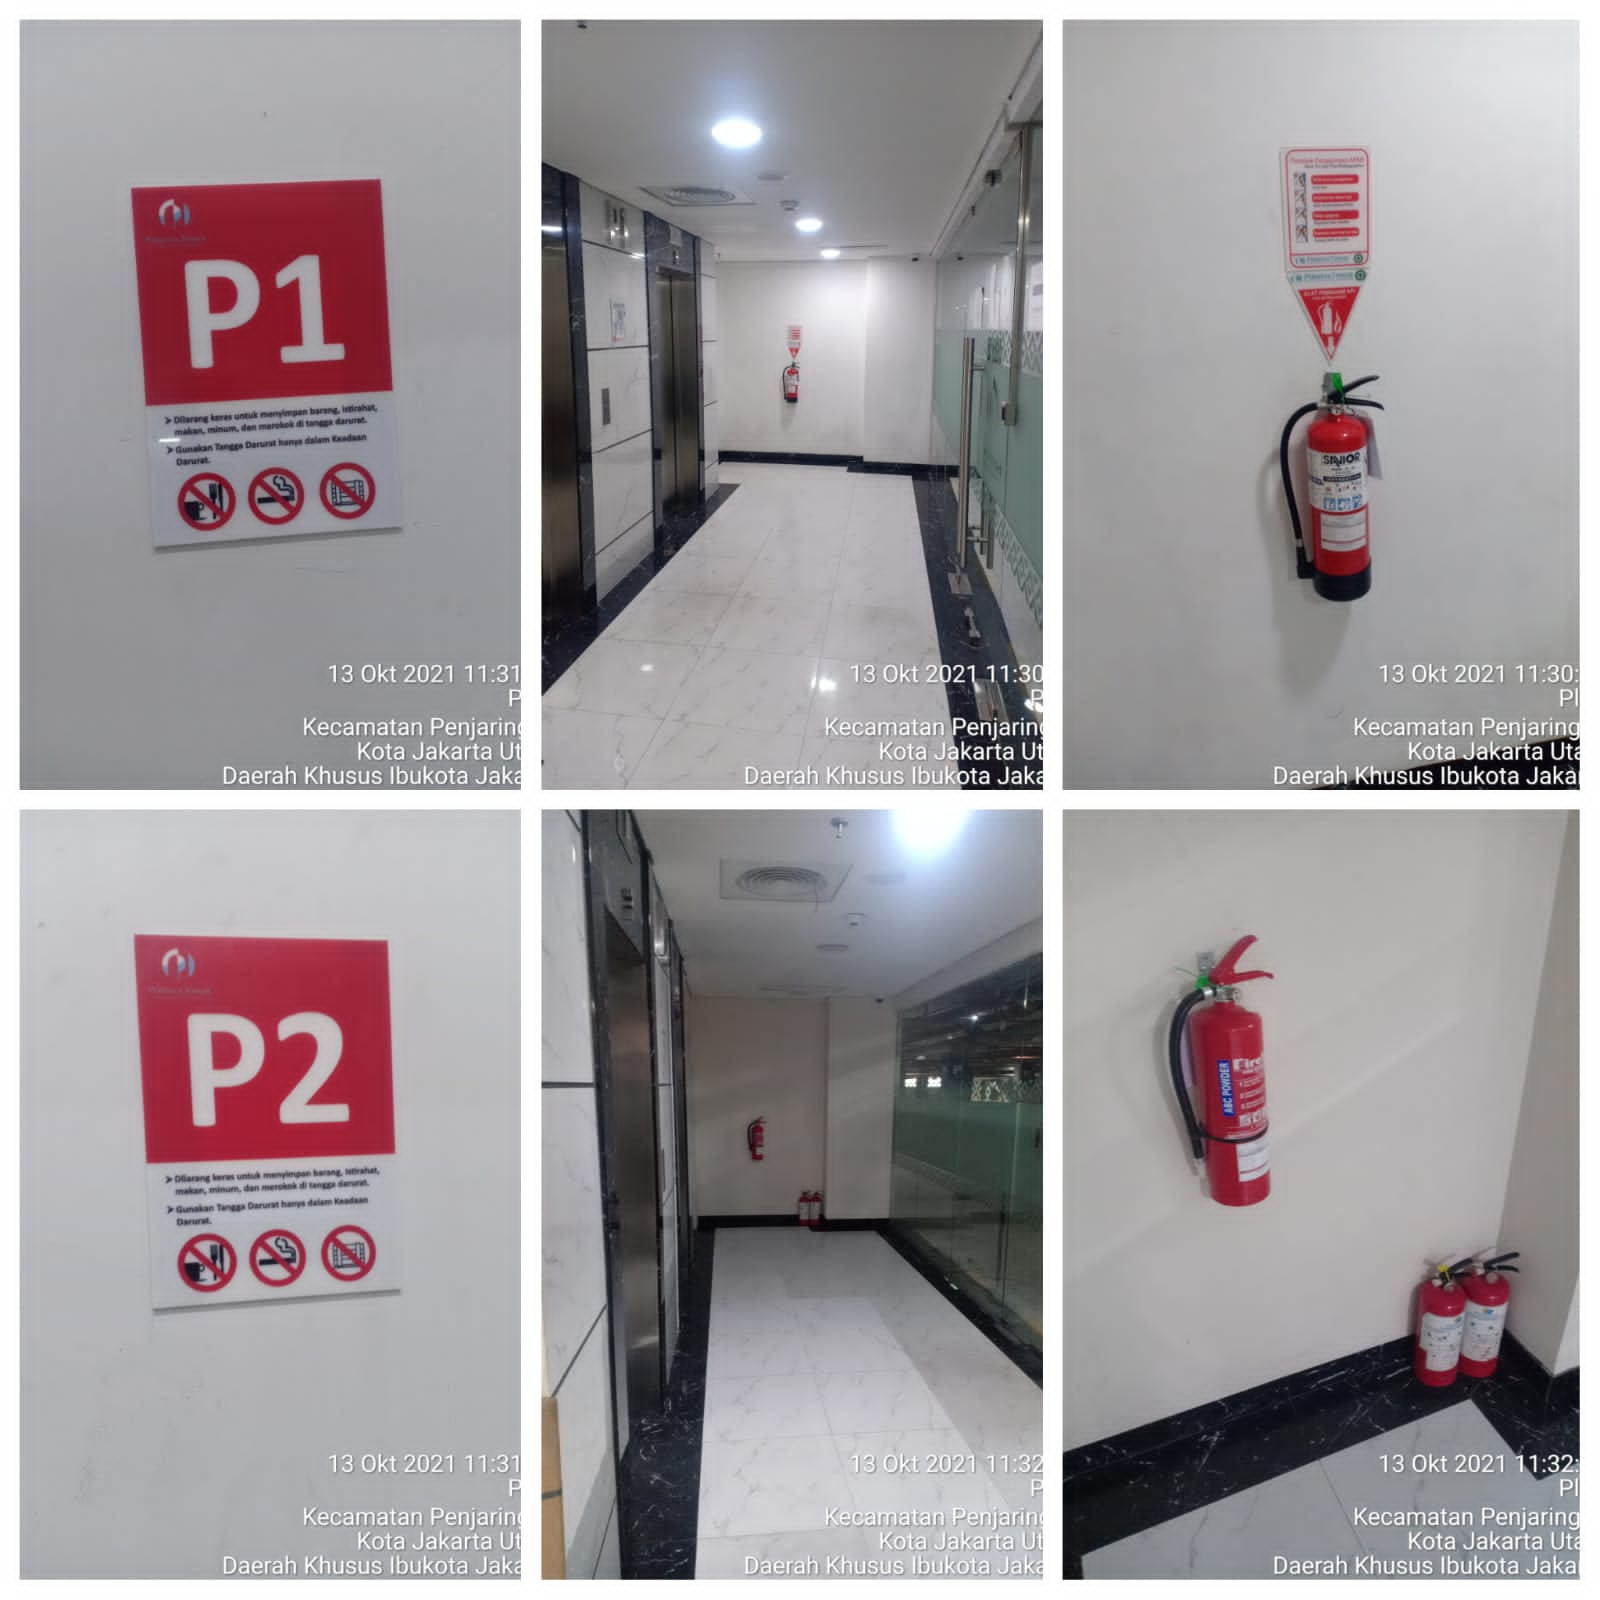 P1
➤ Dilarang keras untuk menyimpan barang, istirahat,
makan, minum, dan merokok di tangga darurat.
➤ Gunakan Tangga Darurat hanya dalam Keadaan
Darurat.
13 Okt 2021 11:31
P
Kecamatan Penjaring
Kota Jakarta Ut
Daerah Khusus Ibukota Jaka
13 Okt 2021 11:30
P
Kecamatan Penjaring
Kota Jakarta Ut
Daerah Khusus Ibukota Jaka
SAVIOR
13 Okt 2021 11:30:
Pl
Kecamatan Penjaring
Kota Jakarta Uta
Daerah Khusus Ibukota Jakar
P2
➤ Dilarang keras untuk menyimpan barang, istirahat,
makan, minum, dan merokok di tangga darurat.
➤ Gunakan Tangga Darurat hanya dalam Keadaan
Darurat.
13 Okt 2021 11:31
P
Kecamatan Penjaring
Kota Jakarta Ut
Daerah Khusus Ibukota Jaka
13 Okt 2021 11:32
P
Kecamatan Penjaring
Kota Jakarta Ut
Daerah Khusus Ibukota Jaka
Fire
ABC POWDER
13 Okt 2021 11:32:
Pl
Kecamatan Penjaring
Kota Jakarta Uta
Daerah Khusus Ibukota Jakar